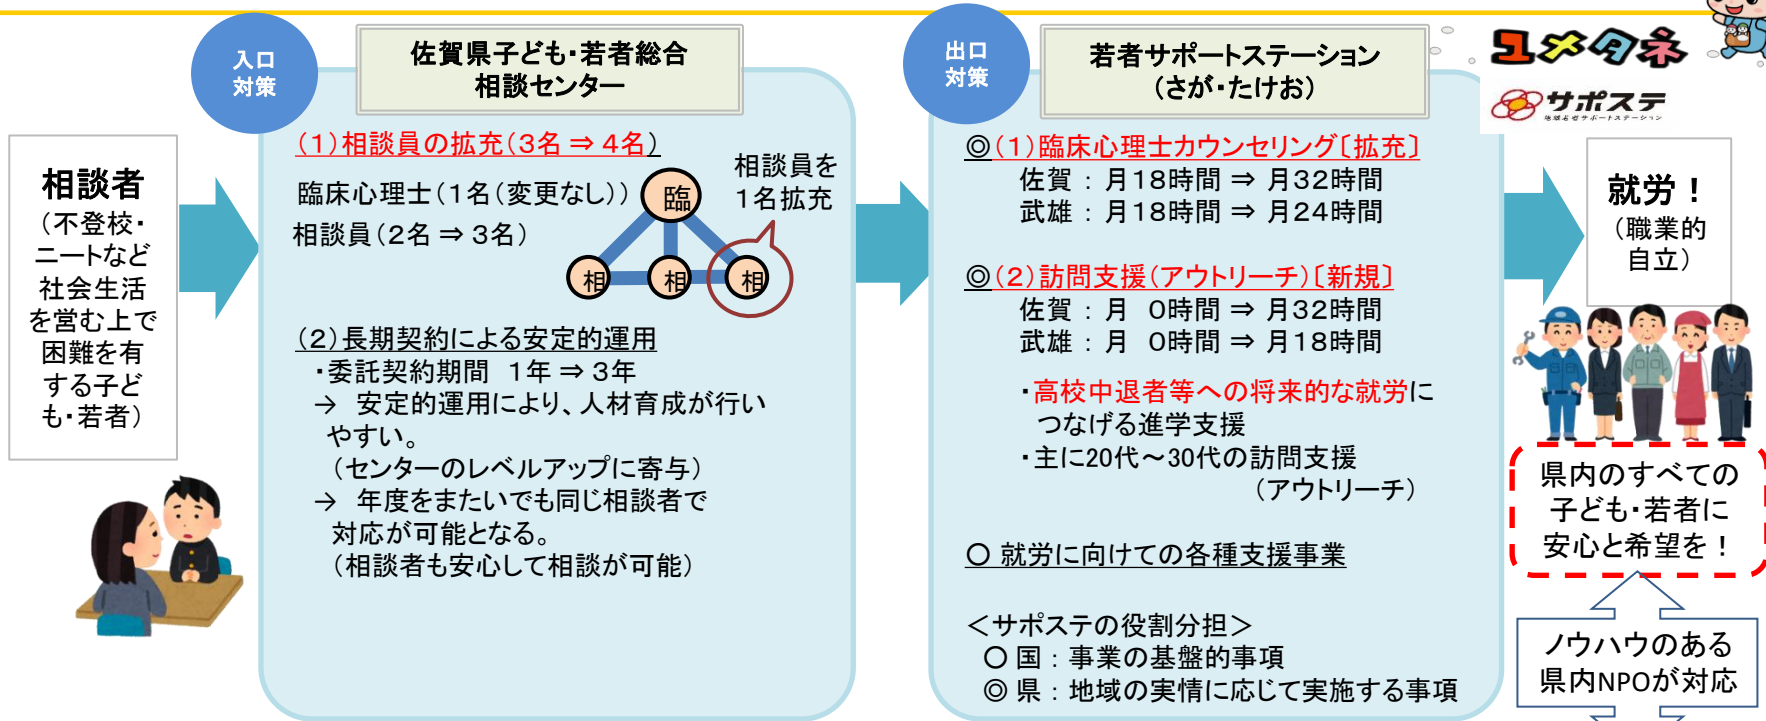 入口
対策
佐賀県子ども・若者総合
相談センター
出口
対策
若者サポートステーション
(さが・たけお)
ユメタネ
サポステ
地域若者サポートステーション
相談者
(不登校・
ニートなど
社会生活
を営む上で
困難を有
する子ど
も・若者)
(1)相談員の拡充(3名 ⇒ 4名)
臨床心理士(1名(変更なし))
相談員(2名 ⇒ 3名)
臨
相
相
相
相談員を
1名拡充
(2)長期契約による安定的運用
・委託契約期間 1年 ⇒ 3年
→ 安定的運用により、人材育成が行い
やすい。
(センターのレベルアップに寄与)
→ 年度をまたいでも同じ相談者で
対応が可能となる。
(相談者も安心して相談が可能)
◎(1)臨床心理士カウンセリング〔拡充〕
佐賀:月18時間 ⇒ 月32時間
武雄:月18時間 ⇒ 月24時間
◎(2)訪問支援(アウトリーチ)〔新規〕
佐賀:月 0時間 ⇒ 月32時間
武雄:月 0時間 ⇒ 月18時間
・高校中退者等への将来的な就労に
つなげる進学支援
・主に20代~30代の訪問支援
(アウトリーチ)
○ 就労に向けての各種支援事業
<サポステの役割分担>
○ 国:事業の基盤的事項
◎ 県:地域の実情に応じて実施する事項
就労!
(職業的
自立)
県内のすべての
子ども・若者に
安心と希望を!
ノウハウのある
県内NPOが対応